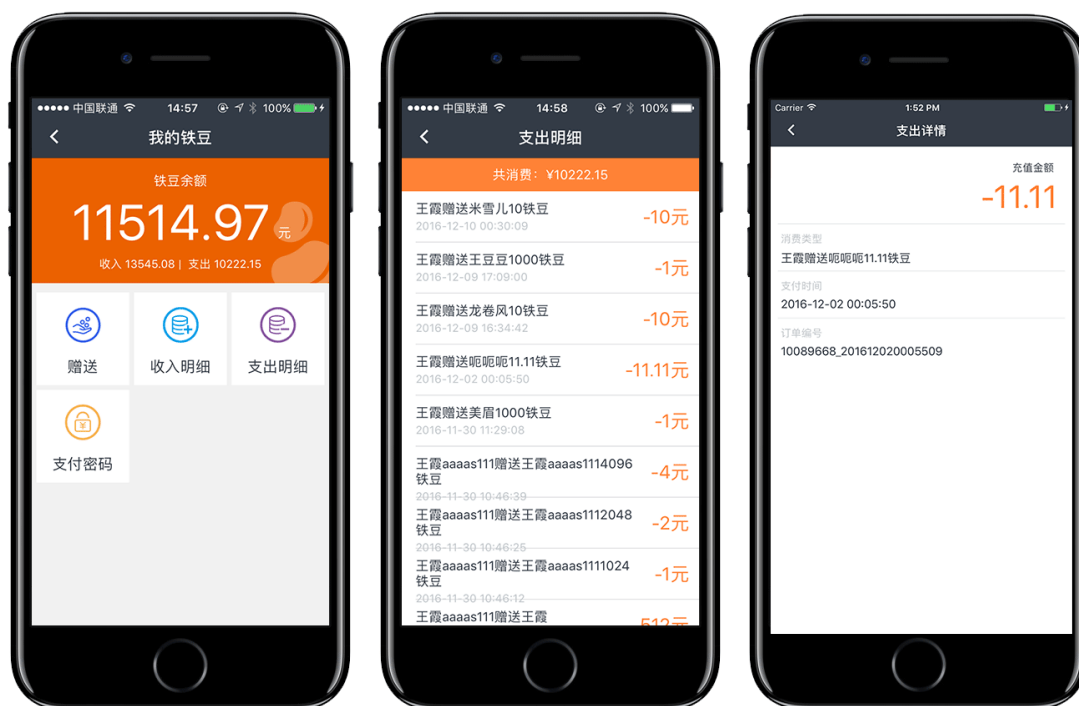 中国联通 14:57 100%
我的铁豆
铁豆余额
11514.97 元
收入 13545.08 | 支出 10222.15
赠送 收入明细 支出明细
支付密码
中国联通 14:58 100%
支出明细
共消费：¥10222.15
王霞赠送米雪儿10铁豆 -10元
2016-12-10 00:30:09
王霞赠送王豆豆1000铁豆 -1元
2016-12-09 17:09:00
王霞赠送龙卷风10铁豆 -10元
2016-12-09 16:34:42
王霞赠送呃呃呃11.11铁豆 -11.11元
2016-12-02 00:05:50
王霞赠送美眉1000铁豆 -1元
2016-11-30 11:29:08
王霞aaaas111赠送王霞aaaas1114096 -4元
铁豆
2016-11-30 10:46:39
王霞aaaas111赠送王霞aaaas1112048 -2元
铁豆
2016-11-30 10:46:25
王霞aaaas111赠送王霞aaaas1111024 -1元
铁豆
2016-11-30 10:46:12
王霞aaaas111赠送王霞 512元
Carrier 1:52 PM
支出详情
充值金额
-11.11
消费类型
王霞赠送呃呃呃11.11铁豆
支付时间
2016-12-02 00:05:50
订单编号
10089668_201612020005509